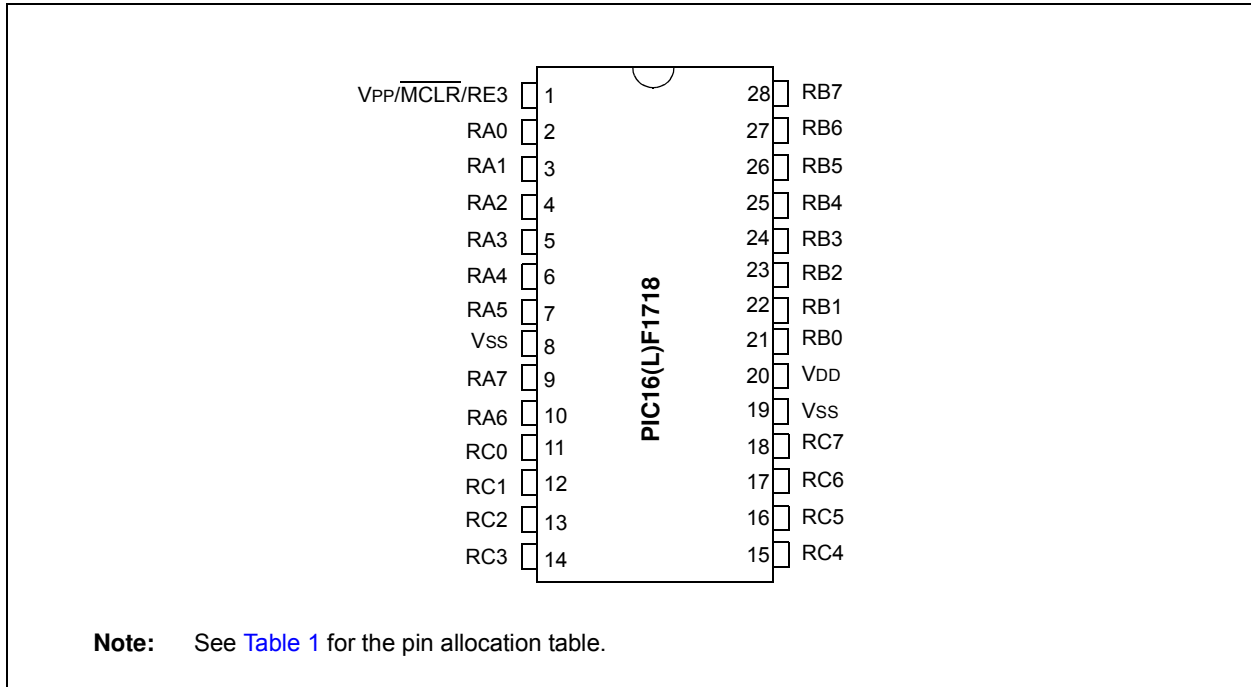 VPP/MCLR/RE3 1 28 RB7
RA0 2 27 RB6
RA1 3 26 RB5
RA2 4 25 RB4
RA3 5 24 RB3
RA4 6 23 RB2
RA5 7 22 RB1
VSS 8 21 RB0
RA7 9 20 VDD
RA6 10 19 VSS
RC0 11 18 RC7
RC1 12 17 RC6
RC2 13 16 RC5
RC3 14 15 RC4
PIC16(L)F1718
Note: See Table 1 for the pin allocation table.